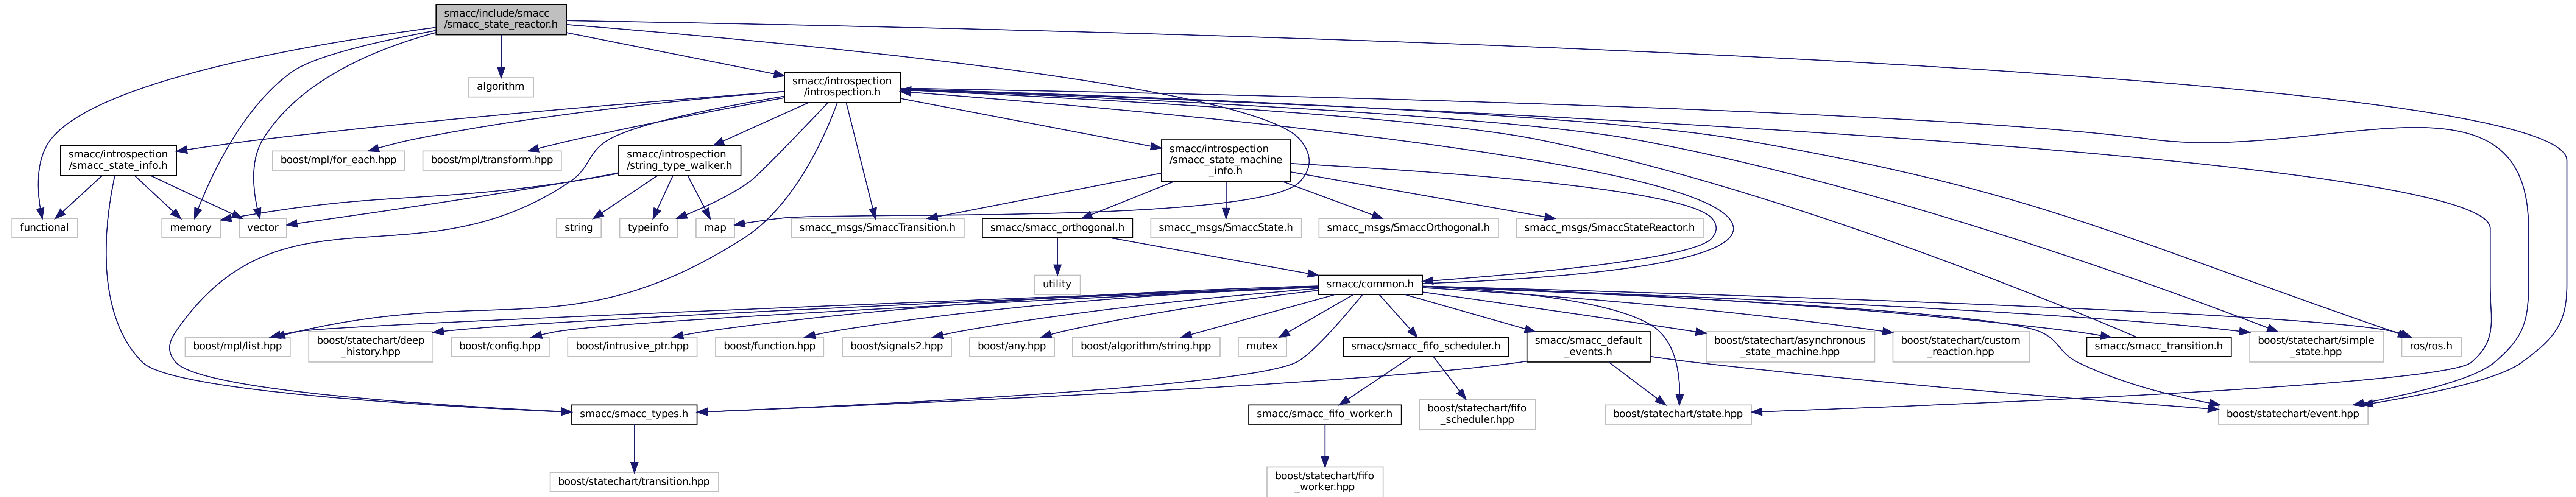 smacc/include/smacc
/smacc_state_reactor.h
algorithm
smacc/introspection
/introspection.h
smacc/introspection
/smacc_state_info.h
boost/mpl/for_each.hpp
boost/mpl/transform.hpp
smacc/introspection
/string_type_walker.h
smacc/introspection
/smacc_state_machine
_info.h
functional
memory
vector
string
typeinfo
map
smacc_msgs/SmaccTransition.h
smacc/smacc_orthogonal.h
smacc_msgs/SmaccState.h
smacc_msgs/SmaccOrthogonal.h
smacc_msgs/SmaccStateReactor.h
utility
smacc/common.h
boost/mpl/list.hpp
boost/statechart/deep
_history.hpp
boost/config.hpp
boost/intrusive_ptr.hpp
boost/function.hpp
boost/signals2.hpp
boost/any.hpp
boost/algorithm/string.hpp
mutex
smacc/smacc_fifo_scheduler.h
smacc/smacc_default
_events.h
boost/statechart/asynchronous
_state_machine.hpp
boost/statechart/custom
_reaction.hpp
smacc/smacc_transition.h
boost/statechart/simple
_state.hpp
ros/ros.h
smacc/smacc_types.h
smacc/smacc_fifo_worker.h
boost/statechart/fifo
_scheduler.hpp
boost/statechart/state.hpp
boost/statechart/event.hpp
boost/statechart/transition.hpp
boost/statechart/fifo
_worker.hpp